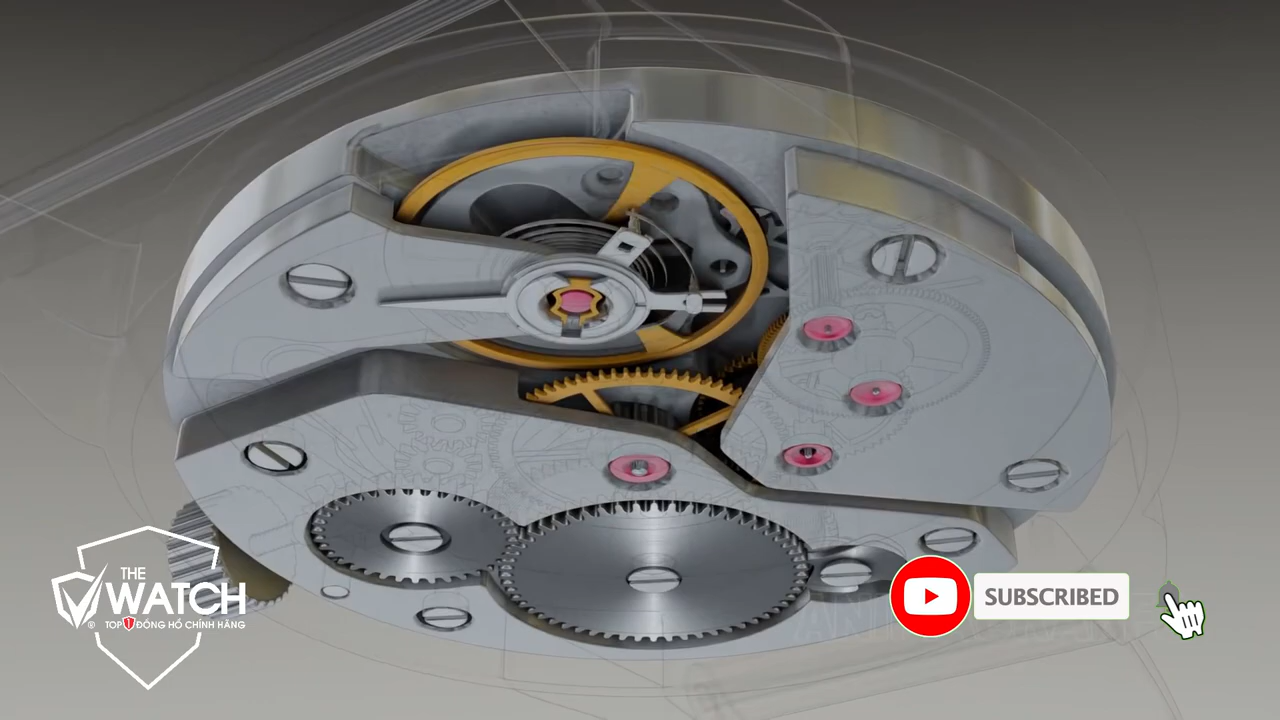 THE
WATCH
®
TOP 1 ĐỒNG HỒ CHÍNH HÃNG
SUBSCRIBED